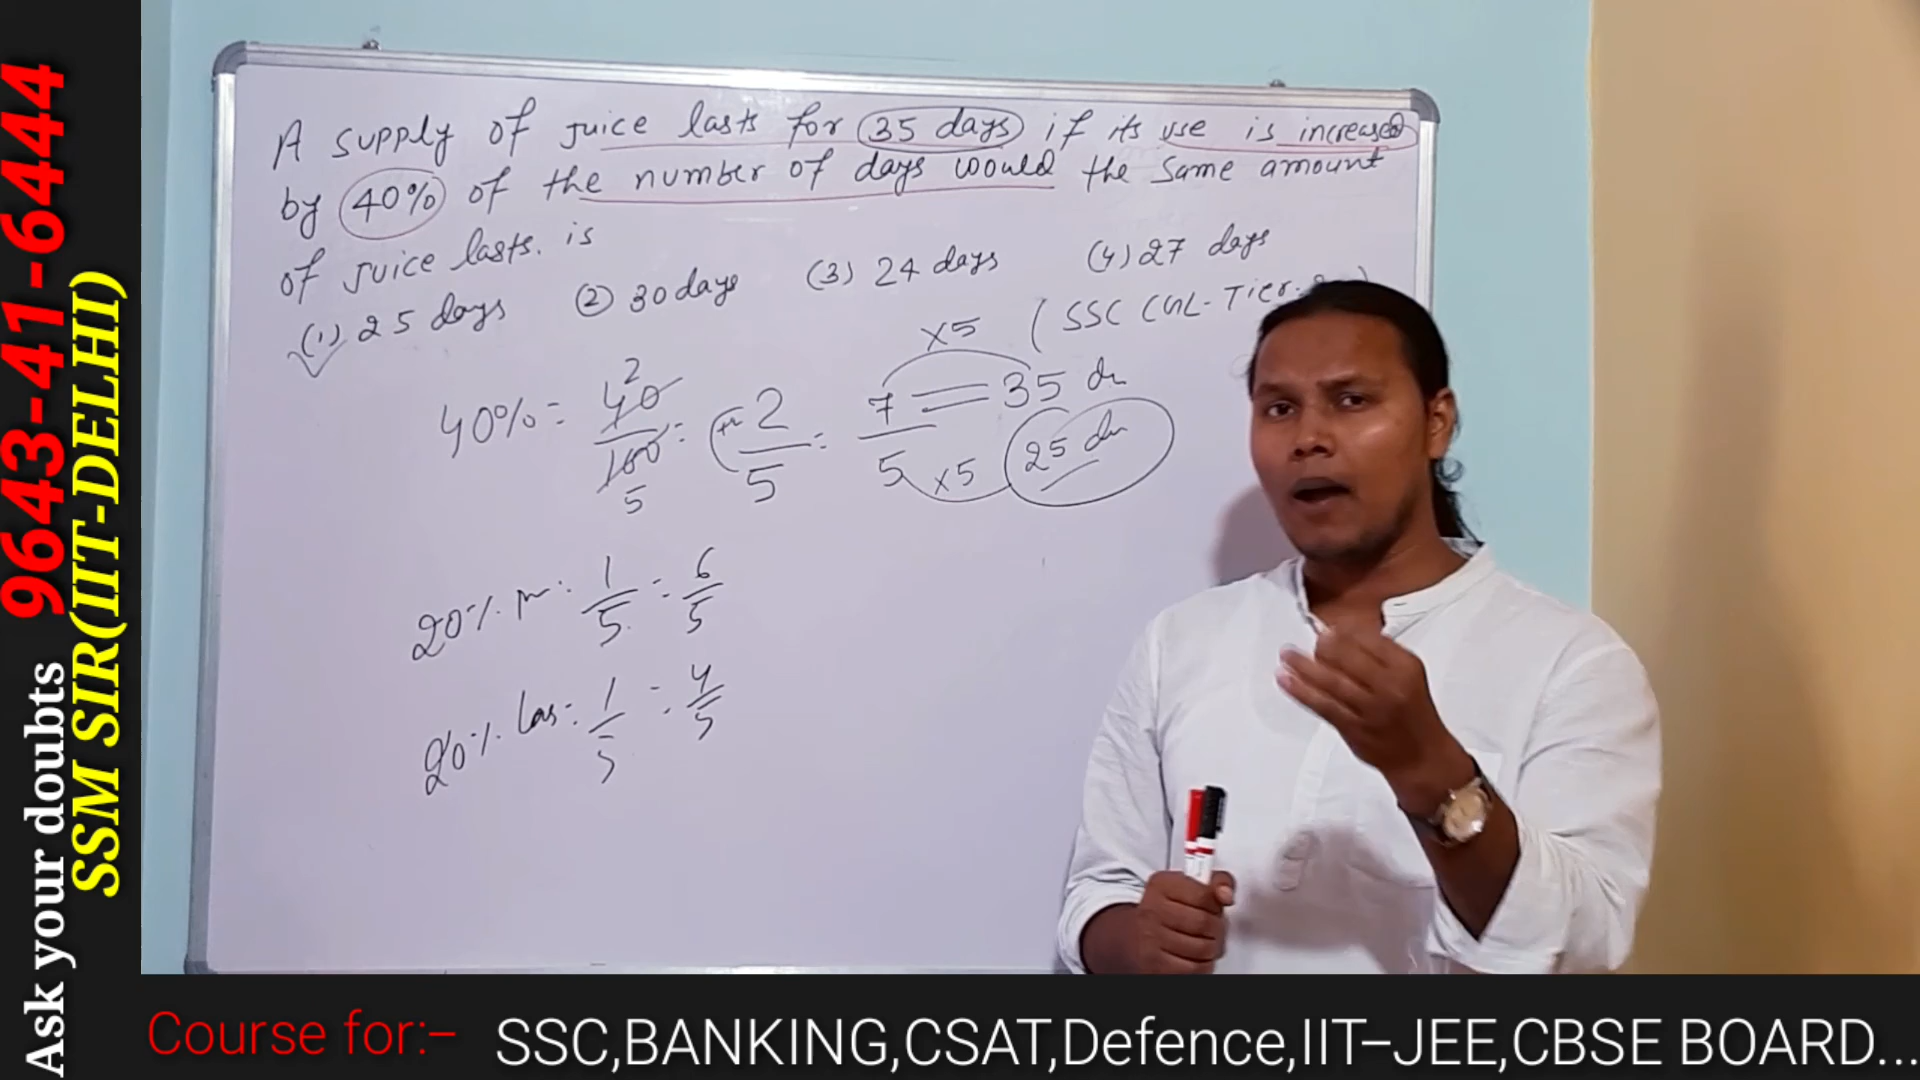 A supply of juice lasts for 35 days if its use is increased
by 40% of the number of days would the same amount
of juice lasts. is
(1) 25 days (2) 30 days (3) 24 days (4) 27 days
(SSC CGL-Tier
40% = 40/100 = 2/5 = 7/5 = 35
2
5
×5
×5
25
20% = 1/5 = 6/5
20% Las = 1/5 = 4/5
Ask your doubts 9643-41-6444
SSM SIR(IIT-DELHI)
Course for:– SSC,BANKING,CSAT,Defence,IIT–JEE,CBSE BOARD...